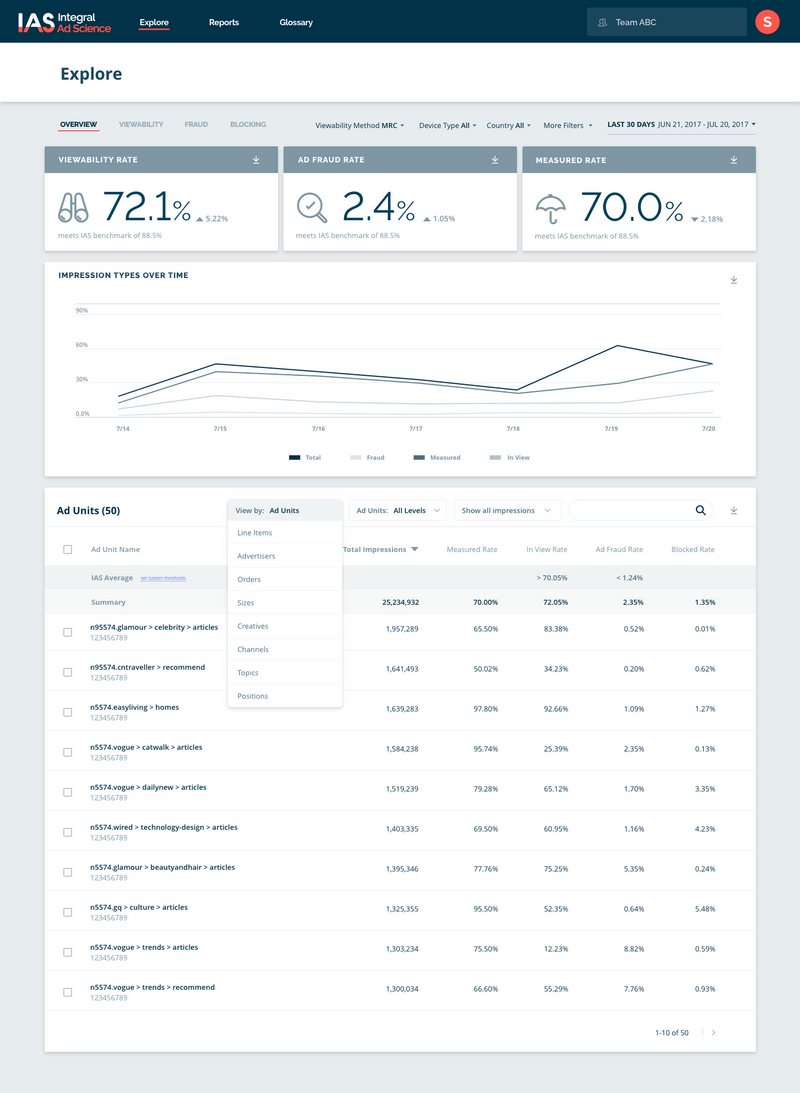 IAS Integral Ad Science
Explore Reports Glossary
Team ABC
S
Explore
OVERVIEW VIEWABILITY FRAUD BLOCKING
Viewability Method MRC Device Type All Country All More Filters LAST 30 DAYS JUN 21, 2017 - JUL 20, 2017
VIEWABILITY RATE
72.1% 5.22%
meets IAS benchmark of 88.5%
AD FRAUD RATE
2.4% 1.05%
meets IAS benchmark of 88.5%
MEASURED RATE
70.0% 2.18%
meets IAS benchmark of 88.5%
IMPRESSION TYPES OVER TIME
90%
60%
30%
0.0%
7/14 7/15 7/16 7/17 7/18 7/19 7/20
Total Fraud Measured In View
Ad Units (50)
View by: Ad Units
Line Items
Advertisers
Orders
Sizes
Creatives
Channels
Topics
Positions
Ad Units: All Levels
Show all impressions
Ad Unit Name Total Impressions Measured Rate In View Rate Ad Fraud Rate Blocked Rate
IAS Average set custom thresholds > 70.05% < 1.24%
Summary 25,234,932 70.00% 72.05% 2.35% 1.35%
n95574.glamour > celebrity > articles 1,957,289 65.50% 83.38% 0.52% 0.01%
123456789
n95574.cntraveller > recommend 1,641,493 50.02% 34.23% 0.20% 0.62%
123456789
n5574.easyliving > homes 1,639,283 97.80% 92.66% 1.09% 1.27%
123456789
n5574.vogue > catwalk > articles 1,584,238 95.74% 25.39% 2.35% 0.13%
123456789
n5574.vogue > dailynew > articles 1,519,239 79.28% 65.12% 1.70% 3.35%
123456789
n5574.wired > technology-design > articles 1,403,335 69.50% 60.95% 1.16% 4.23%
123456789
n5574.glamour > beautyandhair > articles 1,395,346 77.76% 75.25% 5.35% 0.24%
123456789
n5574.gq > culture > articles 1,325,355 95.50% 52.35% 0.64% 5.48%
123456789
n5574.vogue > trends > articles 1,303,234 75.50% 12.23% 8.82% 0.59%
123456789
n5574.vogue > trends > recommend 1,300,034 66.60% 55.29% 7.76% 0.93%
123456789
1-10 of 50